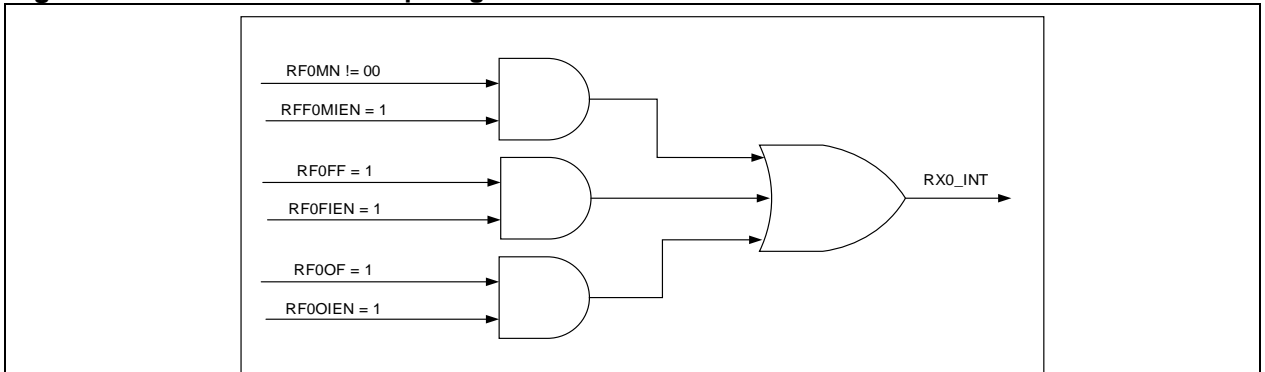 RF0MN != 00
RFF0MIEN = 1
RF0FF = 1
RF0FIEN = 1
RF0OF = 1
RF0OIEN = 1
RX0_INT